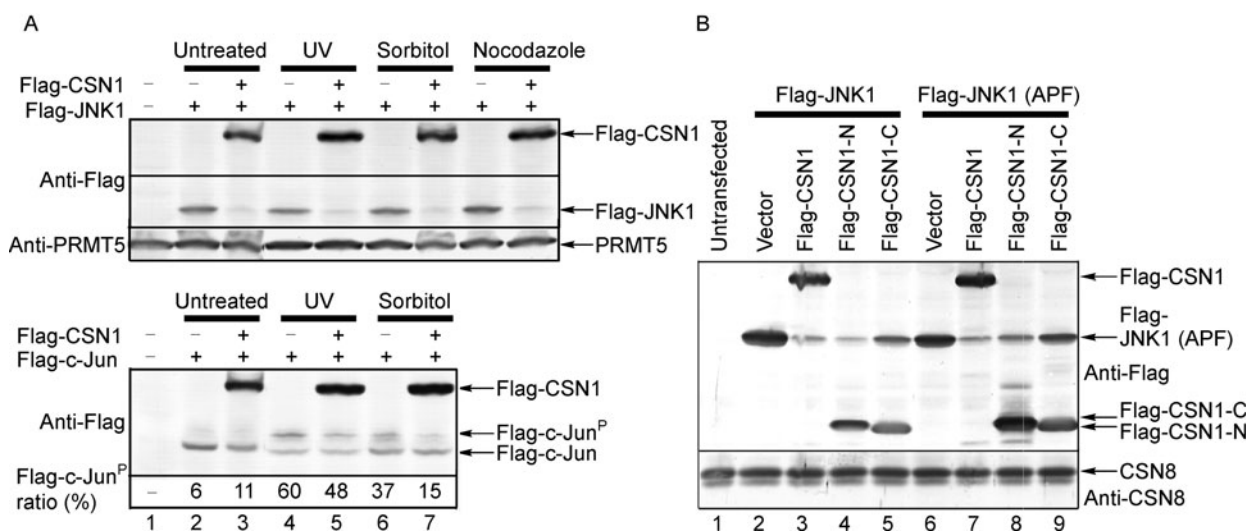 A
Untreated UV Sorbitol Nocodazole
Flag-CSN1 – + – + – + – +
Flag-JNK1 – + + + + + + + +
Anti-Flag
Flag-CSN1
Flag-JNK1
Anti-PRMT5
PRMT5
Untreated UV Sorbitol
Flag-CSN1 – – + – + – +
Flag-c-Jun – + + + + + +
Anti-Flag
Flag-CSN1
Flag-c-Junᴾ
Flag-c-Jun
Flag-c-Junᴾ
ratio (%)
– 6 11 60 48 37 15
1 2 3 4 5 6 7
B
Flag-JNK1 Flag-JNK1 (APF)
Untransfected
Vector
Flag-CSN1
Flag-CSN1-N
Flag-CSN1-C
Vector
Flag-CSN1
Flag-CSN1-N
Flag-CSN1-C
Flag-CSN1
Flag-
JNK1 (APF)
Anti-Flag
Flag-CSN1-C
Flag-CSN1-N
CSN8
Anti-CSN8
1 2 3 4 5 6 7 8 9